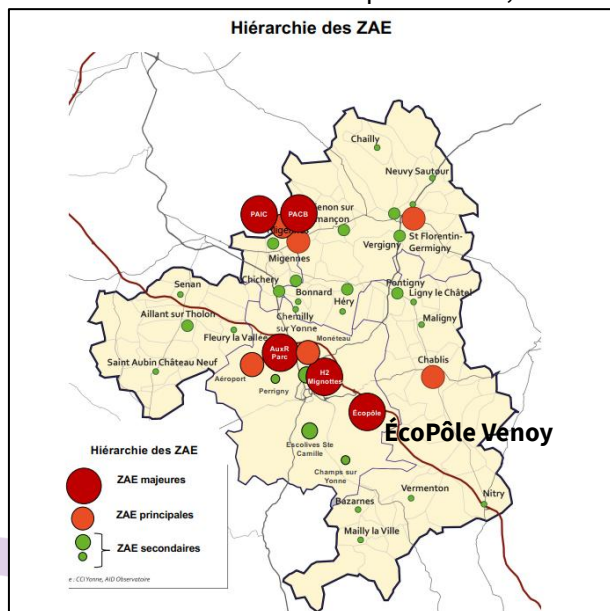 Hiérarchie des ZAE
Chailly
Neuvy Sautour
PAIC
PACB
enon sur
mançon
St Florentin-
Germigny
Vergigny
Migennes
Chichery
Bonnard
Pontigny
Senan
Héry
Ligny le Châtel
Aillant sur Tholon
Chemilly
sur Yonne
Maligny
Fleury la Vallée
AuxR
Parc
Monéteau
Saint Aubin Château Neuf
Aéroport
Perrigny
H2
Mignottes
Chablis
Écopôle
ÉcoPôle Venoy
Escolives Ste
Camille
Champs sur
Yonne
Bazarnes
Vermenton
Nitry
Mailly la Ville
Hiérarchie des ZAE
ZAE majeures
ZAE principales
ZAE secondaires
e : CCI Yonne, AID Observatoire